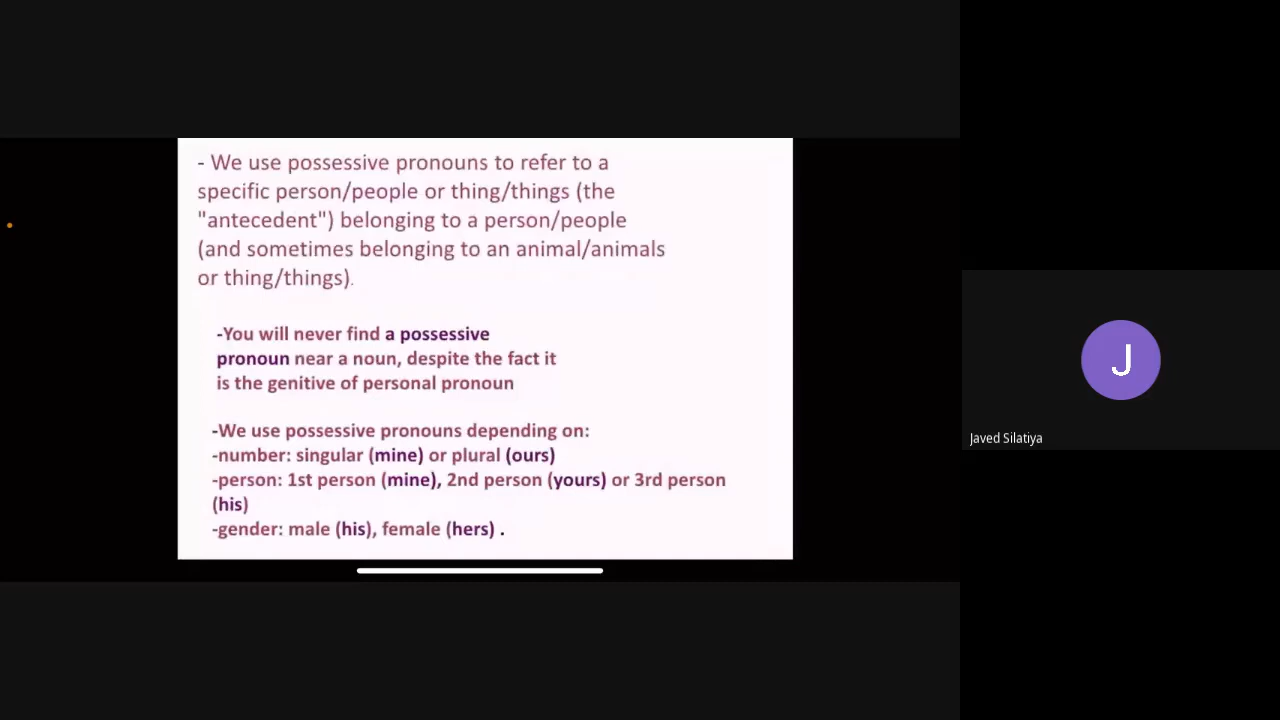 - We use possessive pronouns to refer to a
specific person/people or thing/things (the
"antecedent") belonging to a person/people
(and sometimes belonging to an animal/animals
or thing/things).
-You will never find a possessive
pronoun near a noun, despite the fact it
is the genitive of personal pronoun
-We use possessive pronouns depending on:
-number: singular (mine) or plural (ours)
-person: 1st person (mine), 2nd person (yours) or 3rd person
(his)
-gender: male (his), female (hers) .
J
Javed Silatiya